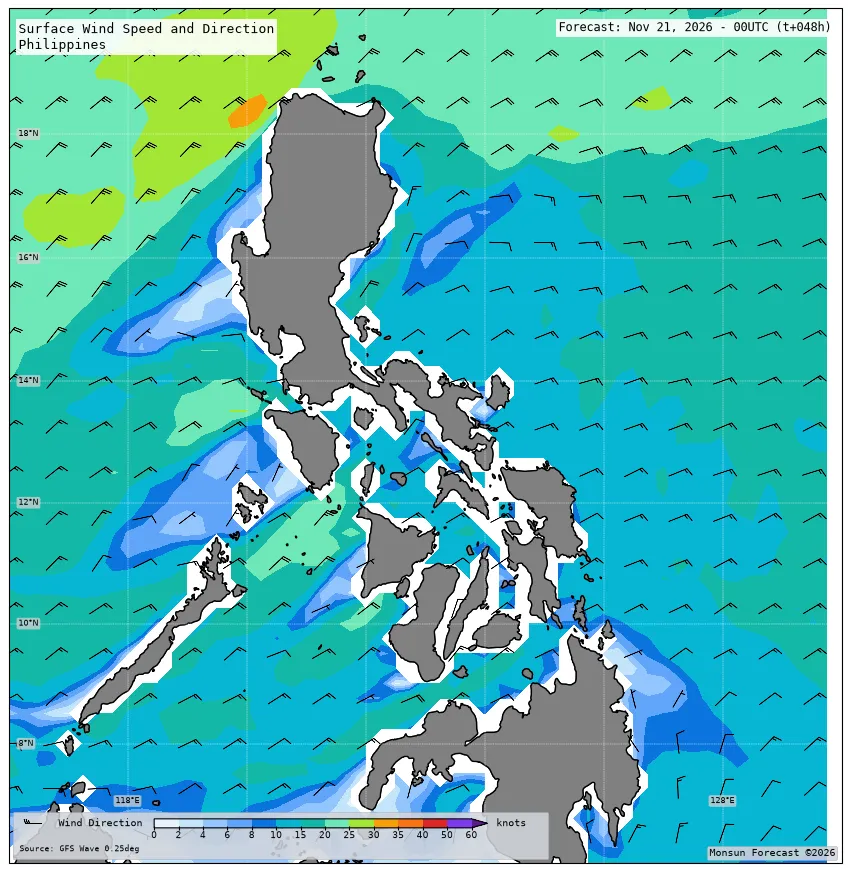 Surface Wind Speed and Direction
Philippines
Forecast: Nov 21, 2026 - 00UTC (t+048h)
18°N
16°N
14°N
12°N
10°N
8°N
118°E
128°E
Wind Direction
0 2 4 6 8 10 15 20 25 30 35 40 50 60
knots
Source: GFS Wave 0.25deg
Monsun Forecast ©2026